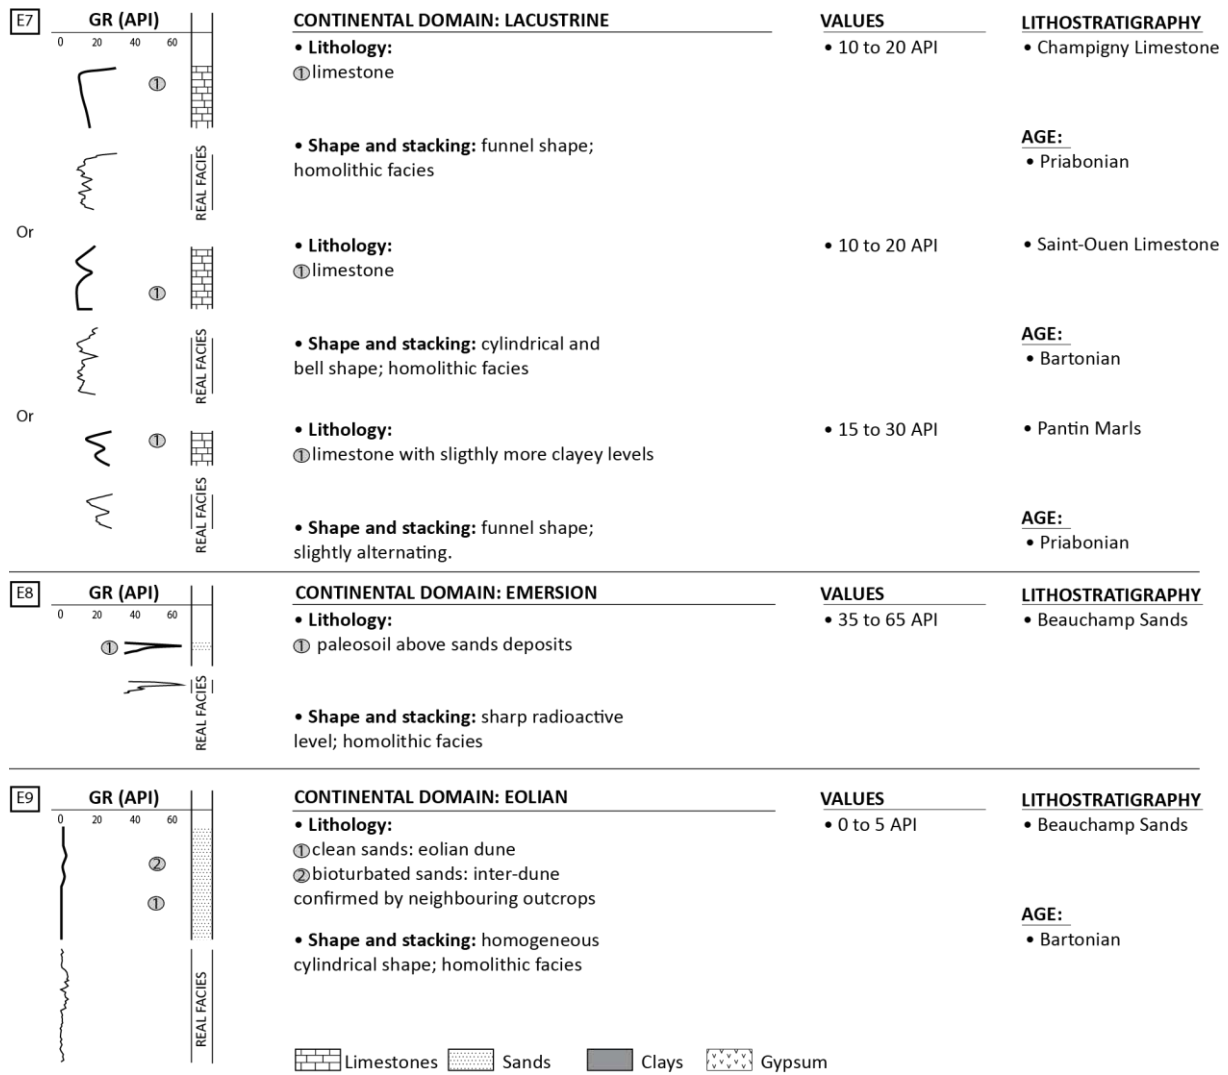 E7 GR (API) CONTINENTAL DOMAIN: LACUSTRINE VALUES LITHOSTRATIGRAPHY
0 20 40 60 • Lithology: • 10 to 20 API • Champigny Limestone
① ①limestone
AGE:
• Shape and stacking: funnel shape;
homolithic facies • Priabonian
REAL FACIES
Or
• Lithology: • 10 to 20 API • Saint-Ouen Limestone
①limestone
①
AGE:
• Shape and stacking: cylindrical and
bell shape; homolithic facies • Bartonian
REAL FACIES
Or
• Lithology: • 15 to 30 API • Pantin Marls
① ①limestone with sligthly more clayey levels
REAL FACIES
AGE:
• Shape and stacking: funnel shape;
slightly alternating. • Priabonian
E8 GR (API) CONTINENTAL DOMAIN: EMERSION VALUES LITHOSTRATIGRAPHY
0 20 40 60 • Lithology: • 35 to 65 API • Beauchamp Sands
① ① paleosoil above sands deposits
REAL FACIES
• Shape and stacking: sharp radioactive
level; homolithic facies
E9 GR (API) CONTINENTAL DOMAIN: EOLIAN VALUES LITHOSTRATIGRAPHY
0 20 40 60 • Lithology: • 0 to 5 API • Beauchamp Sands
①clean sands: eolian dune
② ②bioturbated sands: inter-dune
confirmed by neighbouring outcrops
①
AGE:
• Shape and stacking: homogeneous • Bartonian
cylindrical shape; homolithic facies
REAL FACIES
Limestones Sands Clays Gypsum